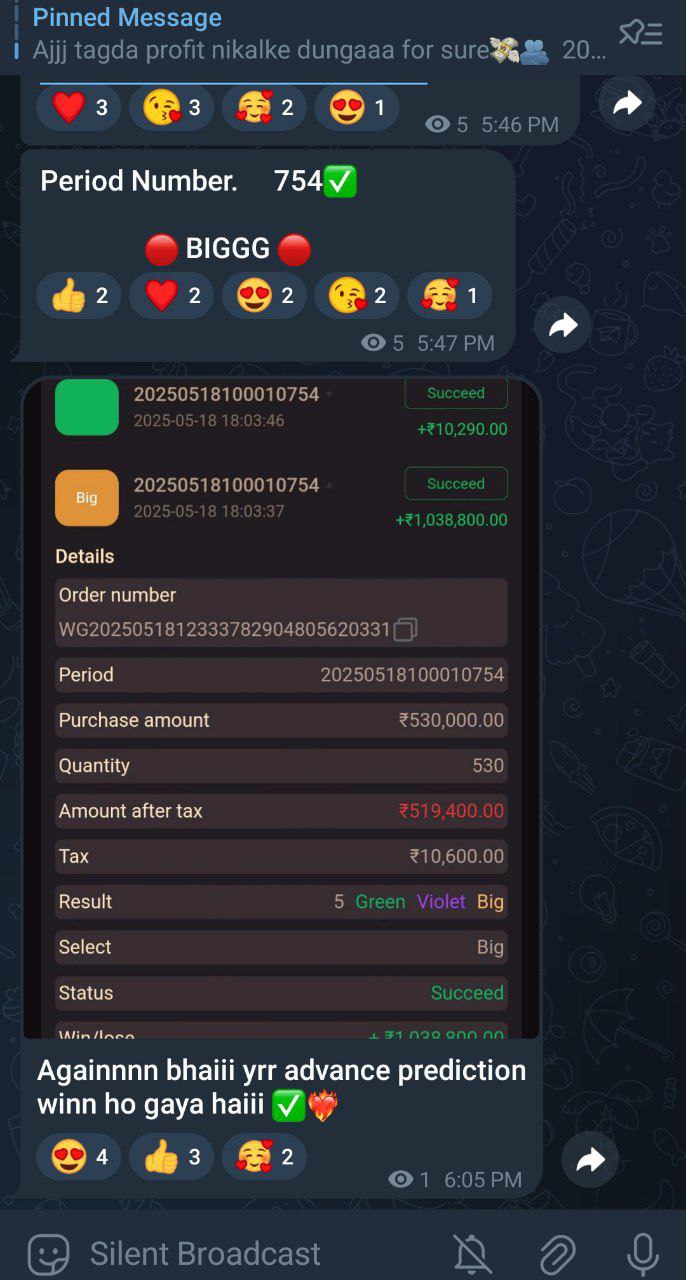 Pinned Message
Ajjj tagda profit nikalke dungaaa for sure💸🫂 20...
❤️ 3 😘 3 🥰 2 😍 1
5 5:46 PM
Period Number. 754✅
🔴 BIGGG 🔴
👍 2 ❤️ 2 😍 2 😘 2 🥰 1
5 5:47 PM
20250518100010754
Succeed
2025-05-18 18:03:46
+₹10,290.00
Big
20250518100010754
Succeed
2025-05-18 18:03:37
+₹1,038,800.00
Details
Order number
WG2025051812333782904805620331
Period 20250518100010754
Purchase amount ₹530,000.00
Quantity 530
Amount after tax ₹519,400.00
Tax ₹10,600.00
Result 5 Green Violet Big
Select Big
Status Succeed
Win/lose + ₹1,038,800.00
Againnnn bhaiii yrr advance prediction
winn ho gaya haiii ✅❤️‍🔥
😍 4 👍 3 🥰 2
1 6:05 PM
Silent Broadcast